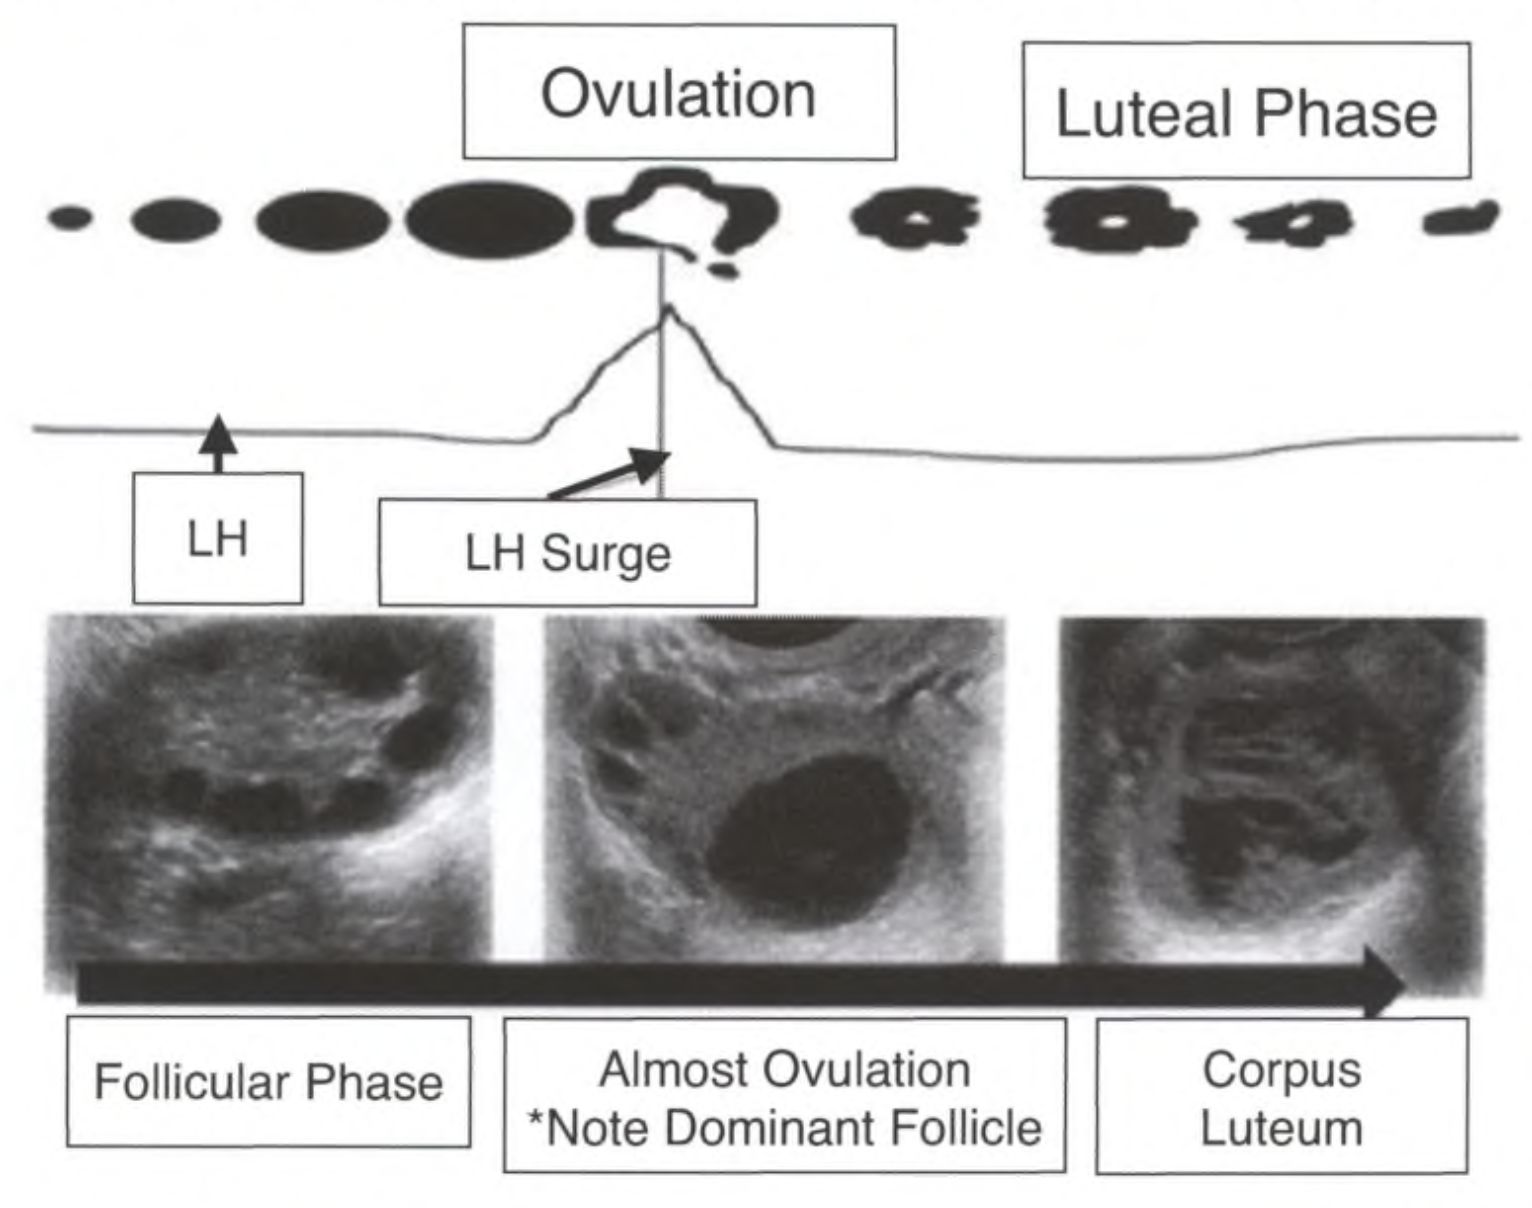 Ovulation
Luteal Phase
LH
LH Surge
Follicular Phase
Almost Ovulation
*Note Dominant Follicle
Corpus
Luteum